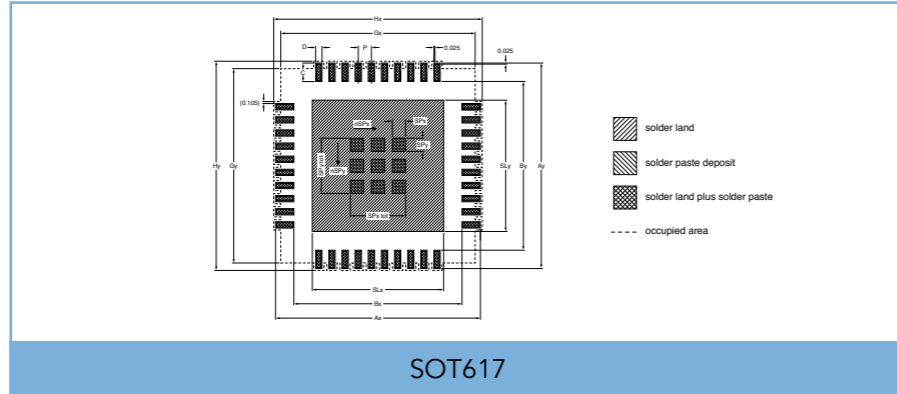 Hx
Gx
D
P
0.025
0.025
C
(0.105)
nSPx
SPx
SPy
SPy tot
nSPy
SPx tot
Hy
Gy
SLy
By
Ay
SLx
Bx
Ax
solder land
solder paste deposit
solder land plus solder paste
occupied area
SOT617